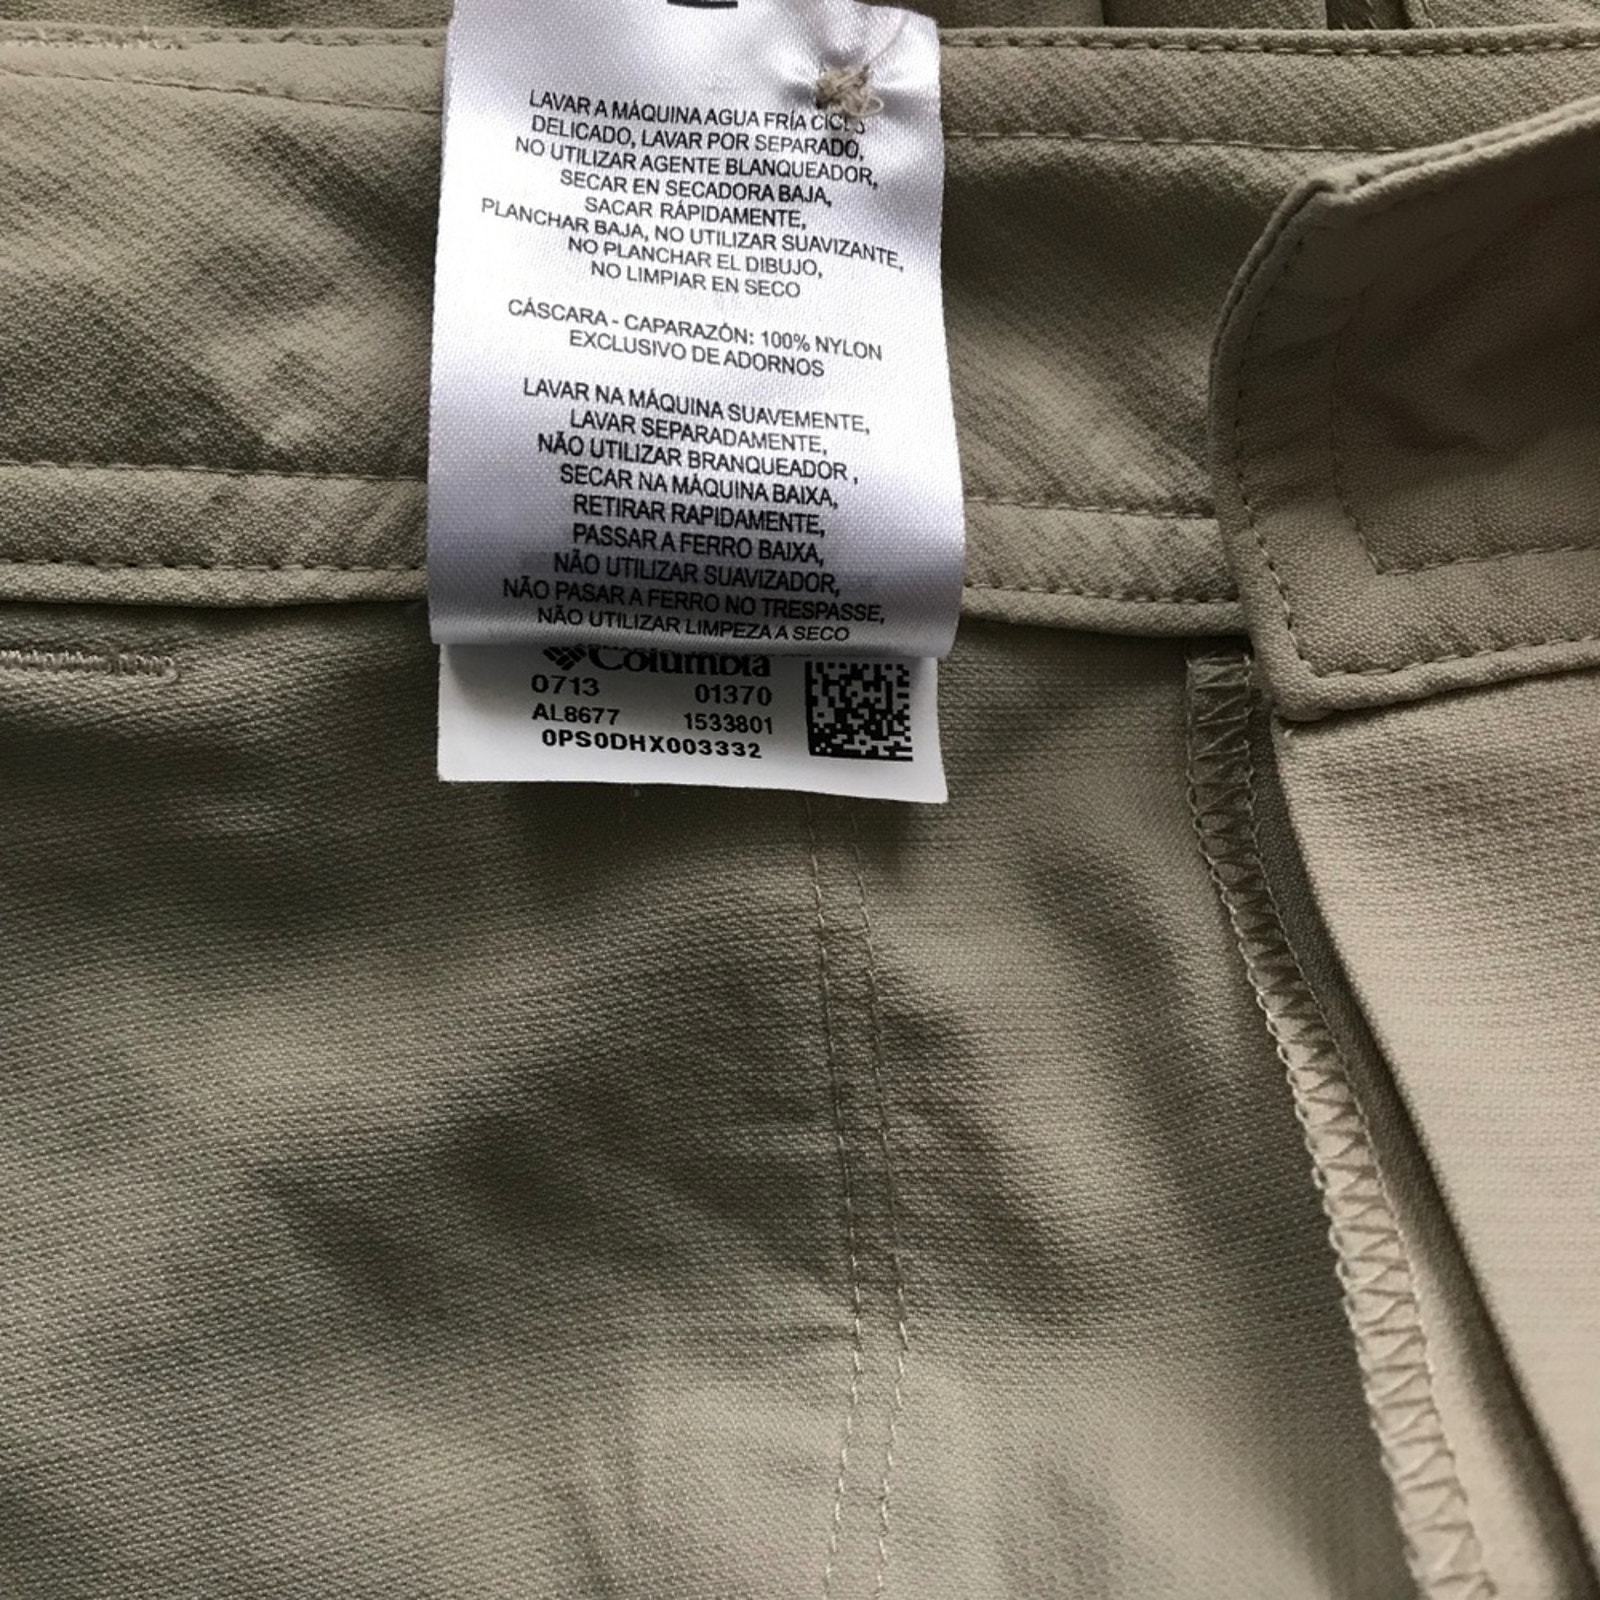 LAVAR A MÁQUINA AGUA FRÍA CICLO
DELICADO, LAVAR POR SEPARADO,
NO UTILIZAR AGENTE BLANQUEADOR,
SECAR EN SECADORA BAJA,
SACAR RÁPIDAMENTE,
PLANCHAR BAJA, NO UTILIZAR SUAVIZANTE,
NO PLANCHAR EL DIBUJO,
NO LIMPIAR EN SECO
CÁSCARA - CAPARAZÓN: 100% NYLON
EXCLUSIVO DE ADORNOS
LAVAR NA MÁQUINA SUAVEMENTE,
LAVAR SEPARADAMENTE,
NÃO UTILIZAR BRANQUEADOR ,
SECAR NA MÁQUINA BAIXA,
RETIRAR RAPIDAMENTE,
PASSAR A FERRO BAIXA,
NÃO UTILIZAR SUAVIZADOR,
NÃO PASAR A FERRO NO TRESPASSE,
NÃO UTILIZAR LIMPEZA A SECO
Columbia
0713 01370
AL8677 1533801
0PS0DHX003332